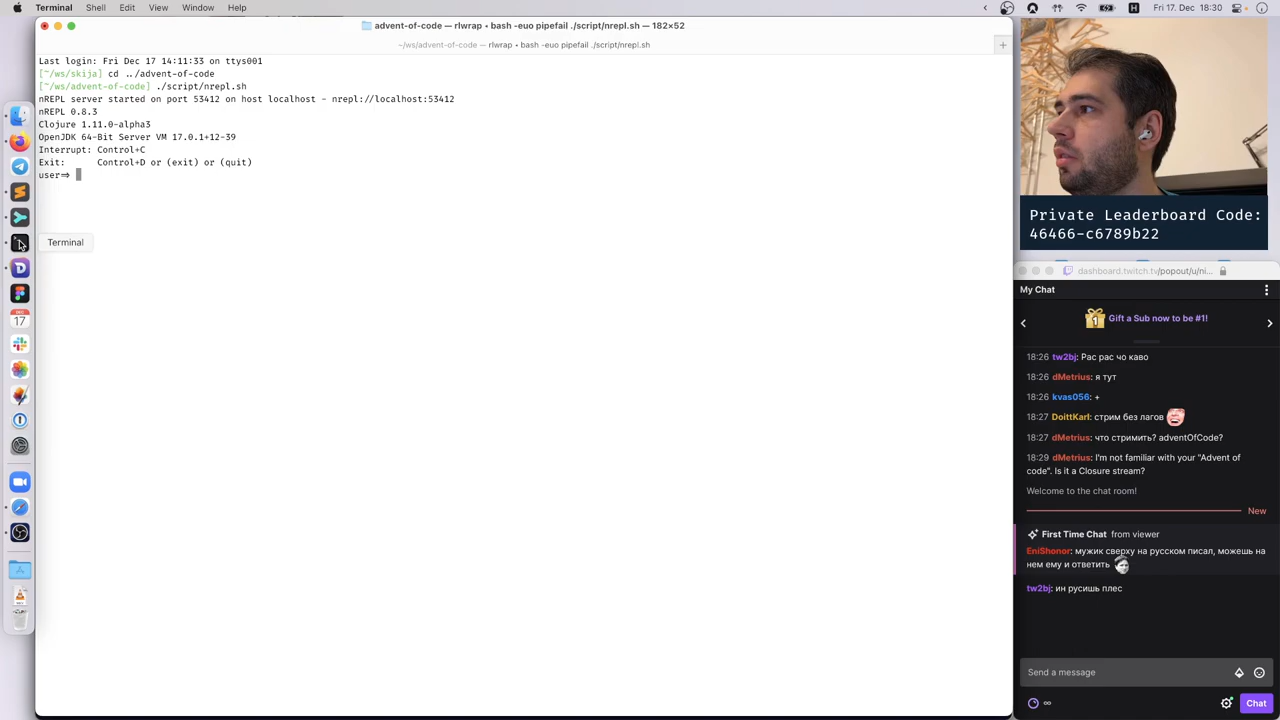 Terminal Shell Edit View Window Help
Fri 17. Dec 18:30
advent-of-code — rlwrap • bash -euo pipefail ./script/nrepl.sh — 182×52
~/ws/advent-of-code — rlwrap • bash -euo pipefail ./script/nrepl.sh
Last login: Fri Dec 17 14:11:33 on ttys001
[~/ws/skija] cd ../advent-of-code
[~/ws/advent-of-code] ./script/nrepl.sh
nREPL server started on port 53412 on host localhost - nrepl://localhost:53412
nREPL 0.8.3
Clojure 1.11.0-alpha3
OpenJDK 64-Bit Server VM 17.0.1+12-39
Interrupt: Control+C
Exit: Control+D or (exit) or (quit)
user=>
Terminal
DEC
17
Private Leaderboard Code:
46466-c6789b22
dashboard.twitch.tv/popout/u/ni...
My Chat
1
Gift a Sub now to be #1!
18:26 tw2bj: Рас рас чо каво
18:26 dMetrius: я тут
18:26 kvas056: +
18:27 DoittKarl: стрим без лагов
18:27 dMetrius: что стримить? adventOfCode?
18:29 dMetrius: I'm not familiar with your "Advent of
code". Is it a Closure stream?
Welcome to the chat room!
New
First Time Chat from viewer
EniShonor: мужик сверху на русском писал, можешь на
нем ему и ответить
tw2bj: ин русишь плес
Send a message
Chat